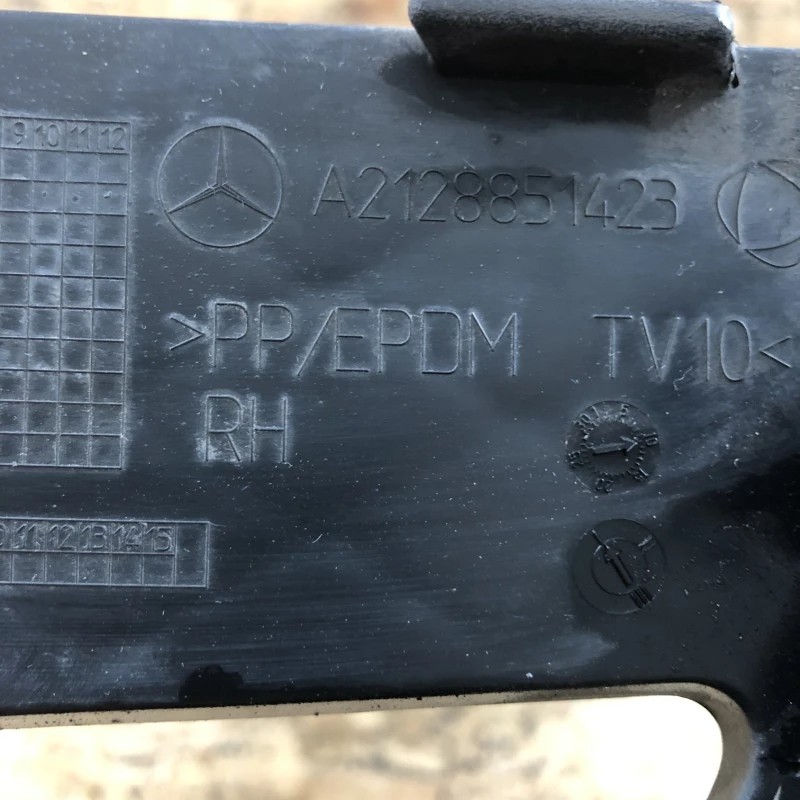 9 10 11 12
A2128851423
>PP/EPDM TV10<
RH
11 12 13 14 15